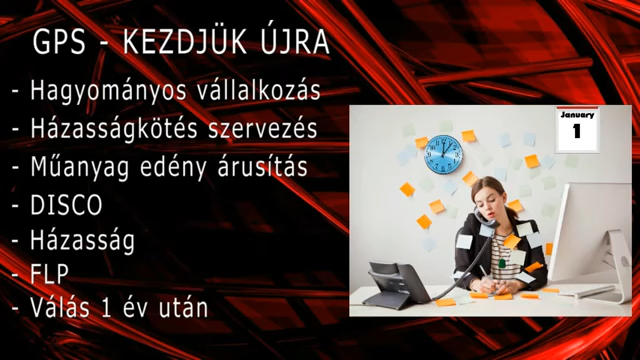 GPS - KEZDJÜK ÚJRA
- Hagyományos vállalkozás
- Házasságkötés szervezés
- Műanyag edény árusítás
- DISCO
- Házasság
- FLP
- Válás 1 év után
January
1